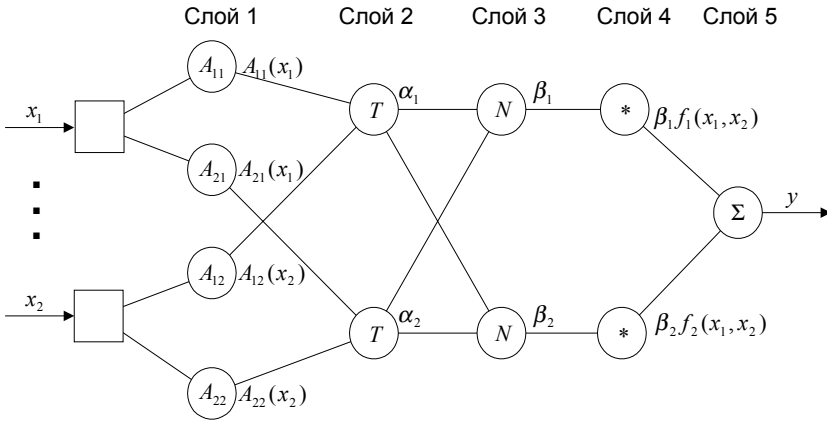 Слой 1 Слой 2 Слой 3 Слой 4 Слой 5
A₁₁ A₁₁(x₁)
x₁
α₁ β₁
T N * β₁f₁(x₁,x₂)
A₂₁ A₂₁(x₁)
Σ y
A₁₂ A₁₂(x₂)
x₂
α₂ β₂
T N * β₂f₂(x₁,x₂)
A₂₂ A₂₂(x₂)